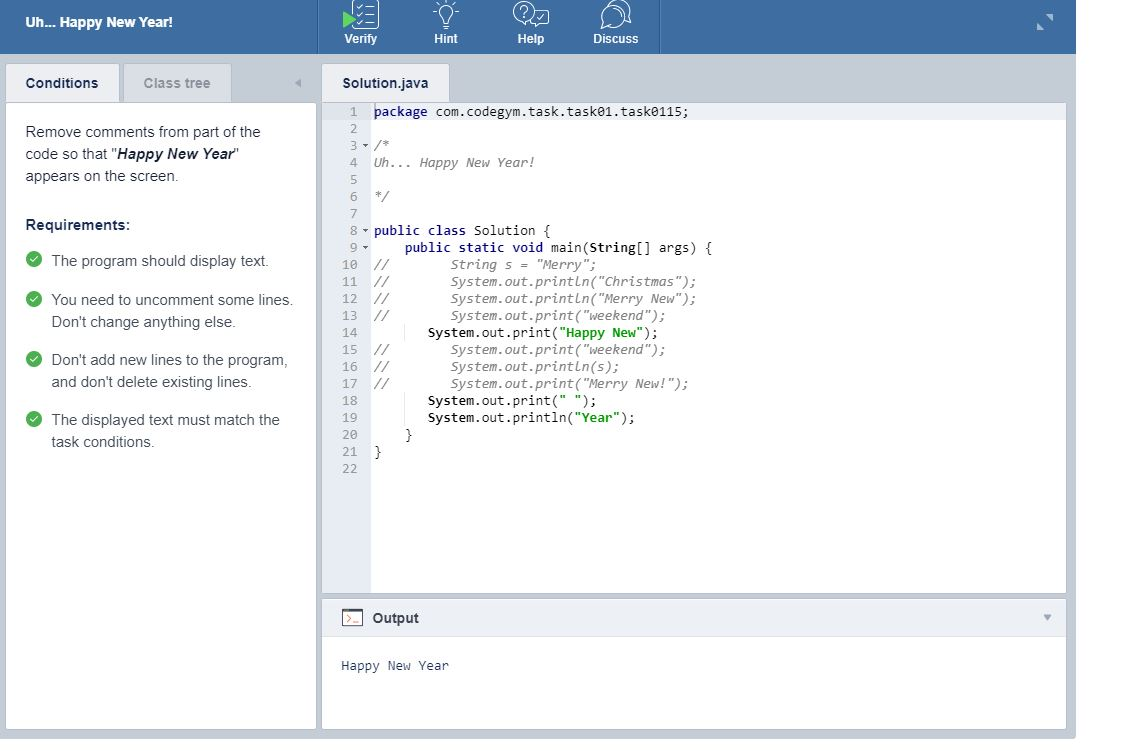 Uh... Happy New Year!
Verify
Hint
Help
Discuss
Conditions
Class tree
Remove comments from part of the
code so that "Happy New Year"
appears on the screen.
Requirements:
The program should display text.
You need to uncomment some lines.
Don't change anything else.
Don't add new lines to the program,
and don't delete existing lines.
The displayed text must match the
task conditions.
Solution.java
1 package com.codegym.task.task01.task0115;
2
3 /*
4 Uh... Happy New Year!
5
6 */
7
8 public class Solution {
9     public static void main(String[] args) {
10 //        String s = "Merry";
11 //        System.out.println("Christmas");
12 //        System.out.println("Merry New");
13 //        System.out.print("weekend");
14        System.out.print("Happy New");
15 //        System.out.print("weekend");
16 //        System.out.println(s);
17 //        System.out.print("Merry New!");
18        System.out.print(" ");
19        System.out.println("Year");
20     }
21 }
22
>_ Output
Happy New Year